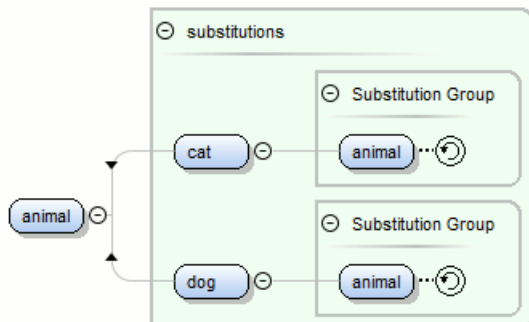 substitutions
Substitution Group
cat
animal
animal
Substitution Group
dog
animal